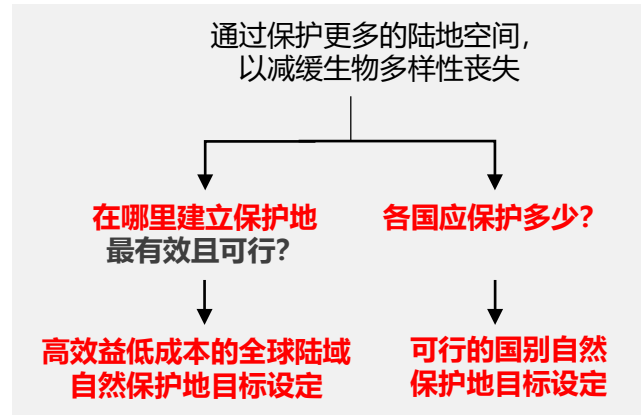 通过保护更多的陆地空间，
以减缓生物多样性丧失
在哪里建立保护地
最有效且可行？
各国应保护多少？
高效益低成本的全球陆域
自然保护地目标设定
可行的国别自然
保护地目标设定